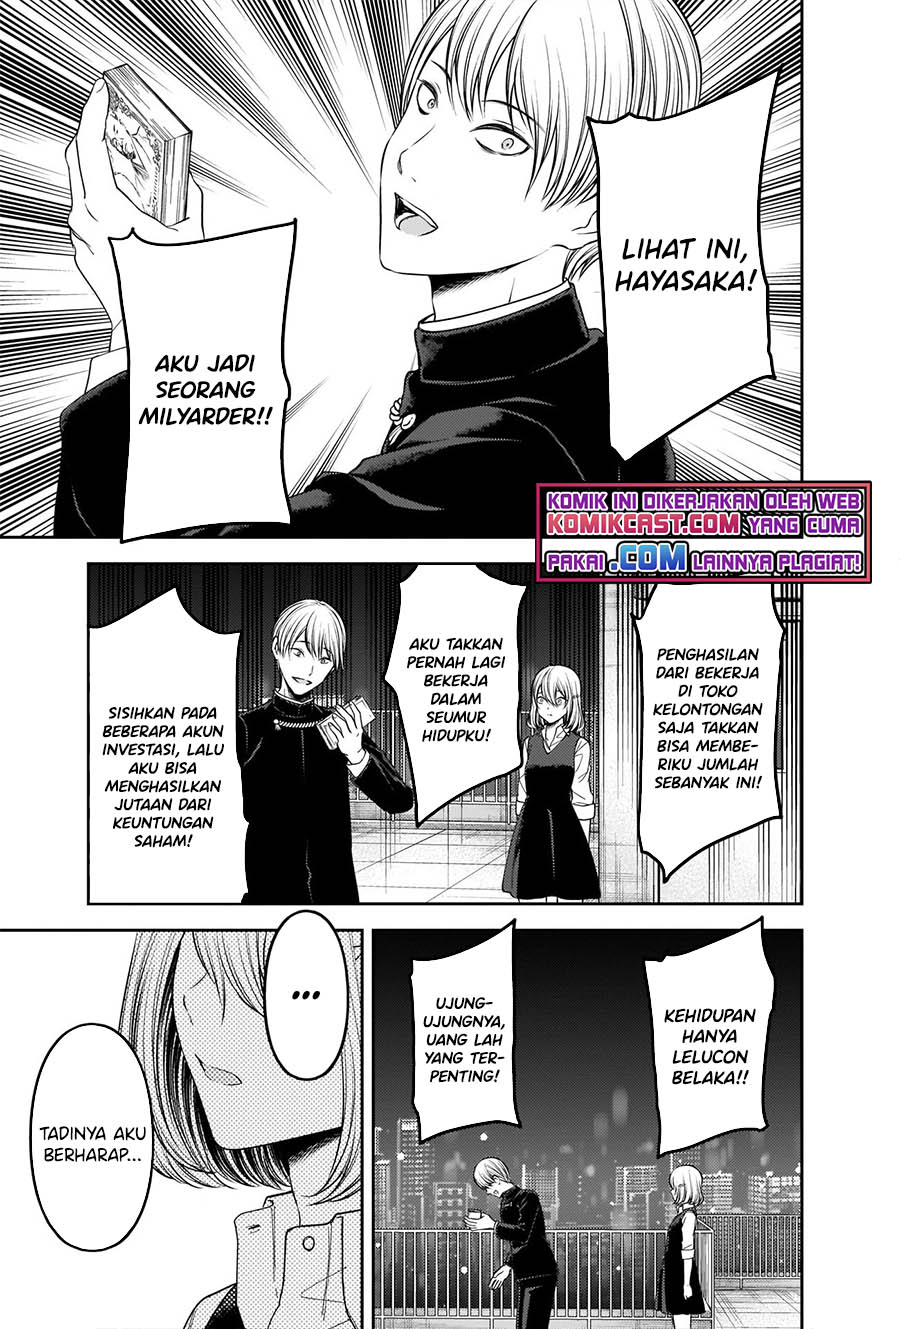 LIHAT INI,
HAYASAKA!
AKU JADI
SEORANG
MILYARDER!!
KOMIK INI DIKERJAKAN OLEH WEB
KOMIKCAST.COM YANG CUMA
PAKAI .COM LAINNYA PLAGIAT!
PENGHASILAN
DARI BEKERJA
DI TOKO
KELONTONGAN
SAJA TAKKAN
BISA MEMBE-
RIKU JUMLAH
SEBANYAK INI!
AKU TAKKAN
PERNAH LAGI
BEKERJA
DALAM
SEUMUR
HIDUPKU!
SISIHKAN PADA
BEBERAPA AKUN
INVESTASI, LALU
AKU BISA
MENGHASILKAN
JUTAAN DARI
KEUNTUNGAN
SAHAM!
KEHIDUPAN
HANYA
LELUCON
BELAKA!!
UJUNG-
UJUNGNYA,
UANG LAH
YANG TER-
PENTING!
...
TADINYA AKU
BERHARAP...